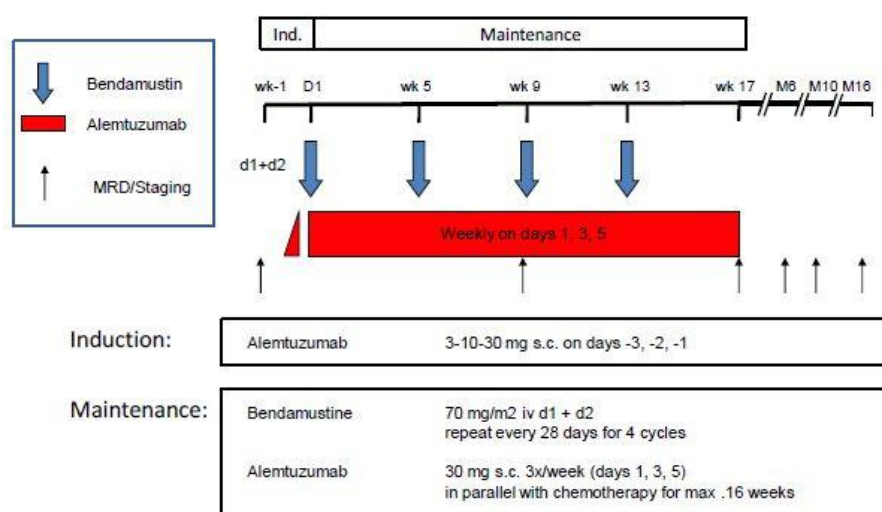 Ind.
Maintenance
Bendamustin
Alemtuzumab
MRD/Staging
wk-1 D1 wk 5 wk 9 wk 13 wk 17 M6 M10 M16
d1+d2
Weekly on days 1, 3, 5
Induction:
Alemtuzumab 3-10-30 mg s.c. on days -3, -2, -1
Maintenance:
Bendamustine 70 mg/m2 iv d1 + d2
repeat every 28 days for 4 cycles
Alemtuzumab 30 mg s.c. 3x/week (days 1, 3, 5)
in parallel with chemotherapy for max .16 weeks